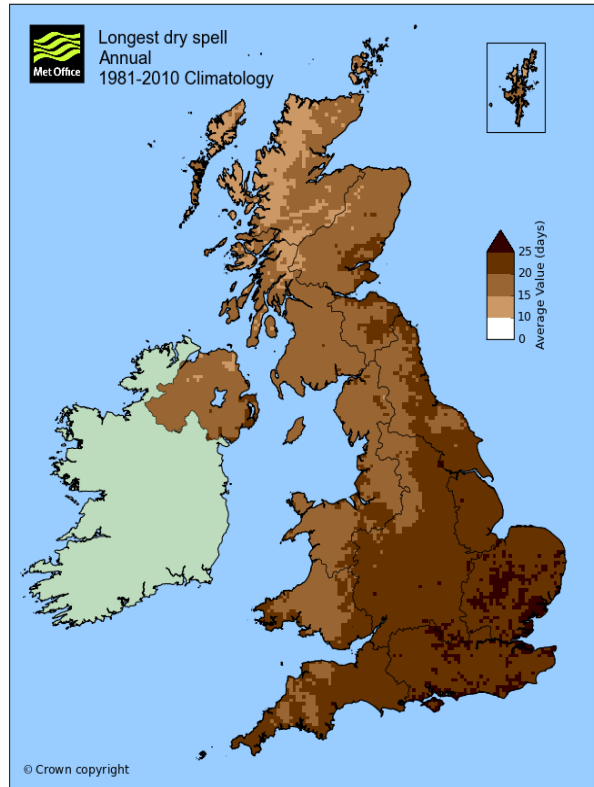 Met Office
Longest dry spell
Annual
1981-2010 Climatology
25
20
15
10
0
Average Value (days)
© Crown copyright